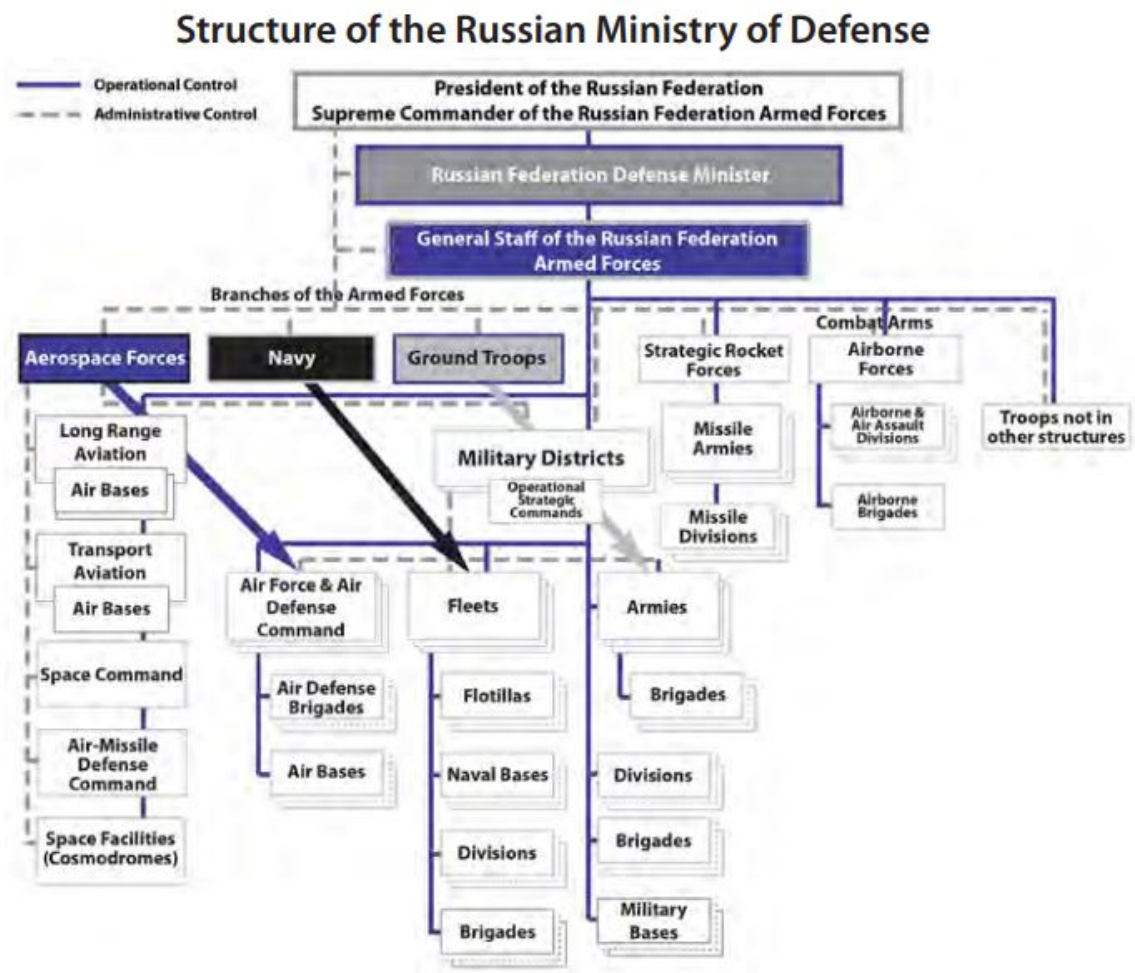 Structure of the Russian Ministry of Defense
Operational Control
Administrative Control
President of the Russian Federation
Supreme Commander of the Russian Federation Armed Forces
Russian Federation Defense Minister
General Staff of the Russian Federation
Armed Forces
Branches of the Armed Forces
Combat Arms
Aerospace Forces
Navy
Ground Troops
Strategic Rocket
Forces
Airborne
Forces
Long Range
Aviation
Air Bases
Transport
Aviation
Air Bases
Space Command
Air-Missile
Defense
Command
Space Facilities
(Cosmodromes)
Military Districts
Operational
Strategic
Commands
Missile
Armies
Missile
Divisions
Airborne &
Air Assault
Divisions
Airborne
Brigades
Troops not in
other structures
Air Force & Air
Defense
Command
Air Defense
Brigades
Air Bases
Fleets
Flotillas
Naval Bases
Divisions
Brigades
Armies
Brigades
Divisions
Brigades
Military
Bases